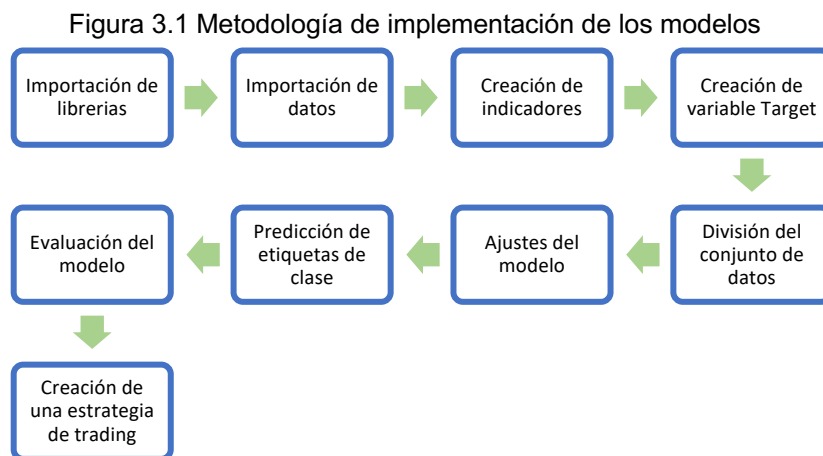 Figura 3.1 Metodología de implementación de los modelos
Importación de
librerias
Importación de
datos
Creación de
indicadores
Creación de
variable Target
División del
conjunto de
datos
Ajustes del
modelo
Predicción de
etiquetas de
clase
Evaluación del
modelo
Creación de
una estrategia
de trading